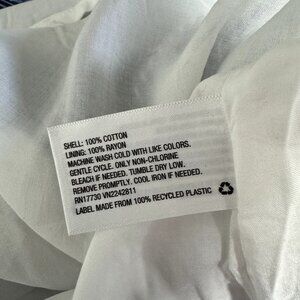 SHELL: 100% COTTON
LINING: 100% RAYON
MACHINE WASH COLD WITH LIKE COLORS.
GENTLE CYCLE. ONLY NON-CHLORINE
BLEACH IF NEEDED. TUMBLE DRY LOW.
REMOVE PROMPTLY. COOL IRON IF NEEDED.
RN17730 VN2242811
LABEL MADE FROM 100% RECYCLED PLASTIC